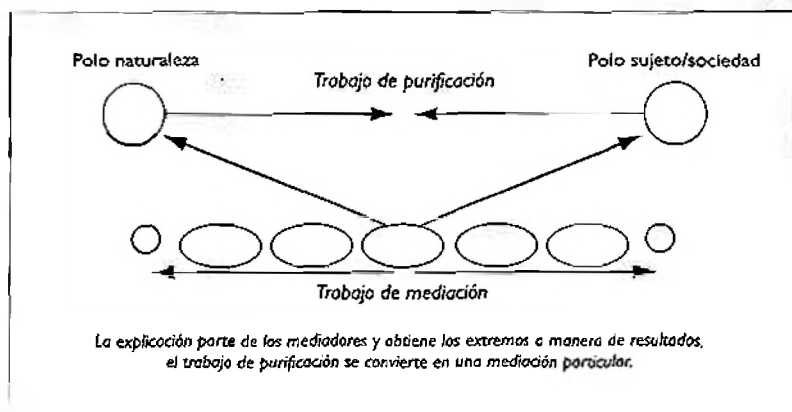 Polo naturaleza
Polo sujeto/sociedad
Trabajo de purificación
Trabajo de mediación
La explicación parte de los mediadores y obtiene los extremos a manera de resultados,
el trabajo de purificación se convierte en una mediación particular.